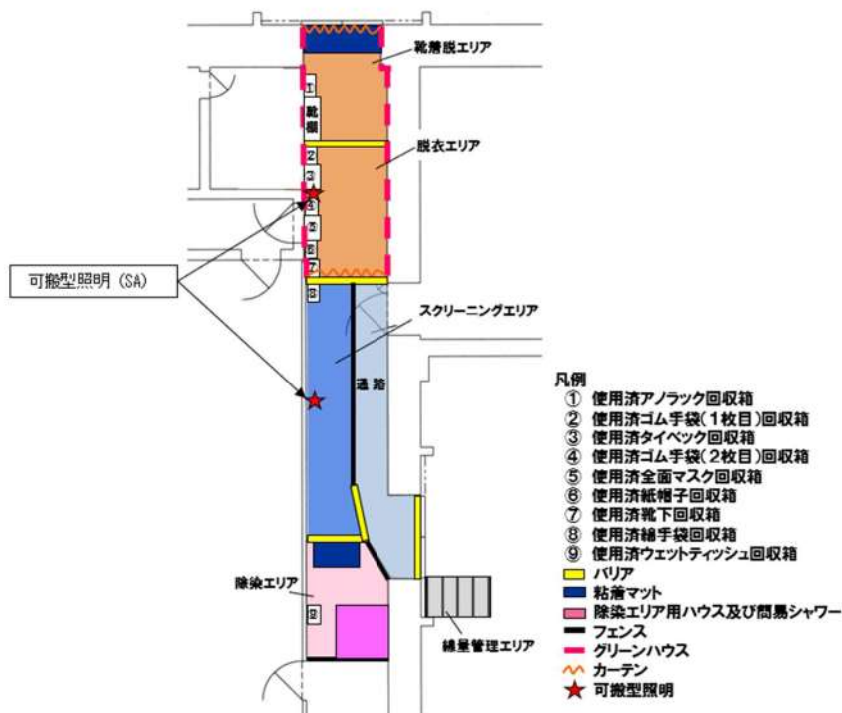 靴着脱エリア
①
靴棚
②
脱衣エリア
③
④
⑤
⑥
⑦
可搬型照明（SA）
⑧
スクリーニングエリア
通路
除染エリア
⑨
線量管理エリア
凡例
① 使用済アノラック回収箱
② 使用済ゴム手袋(1枚目)回収箱
③ 使用済タイベック回収箱
④ 使用済ゴム手袋(2枚目)回収箱
⑤ 使用済全面マスク回収箱
⑥ 使用済紙帽子回収箱
⑦ 使用済靴下回収箱
⑧ 使用済綿手袋回収箱
⑨ 使用済ウェットティッシュ回収箱
バリア
粘着マット
除染エリア用ハウス及び簡易シャワー
フェンス
グリーンハウス
カーテン
可搬型照明